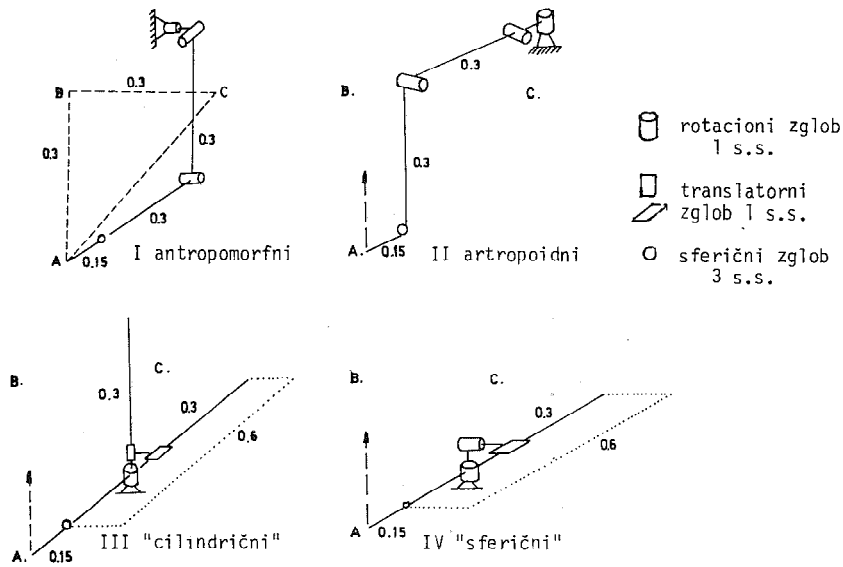 0.3
B
C
0.3
0.3
0.3
A
0.15
I antropomorfni
0.3
B.
C.
0.3
A.
0.15
II artropoidni
rotacioni zglob
1 s.s.
translatorni
zglob 1 s.s.
sferični zglob
3 s.s.
C.
B.
0.3
0.3
0.6
A.
0.15
III "cilindrični"
B.
C.
0.3
0.6
A
0.15
IV "sferični"